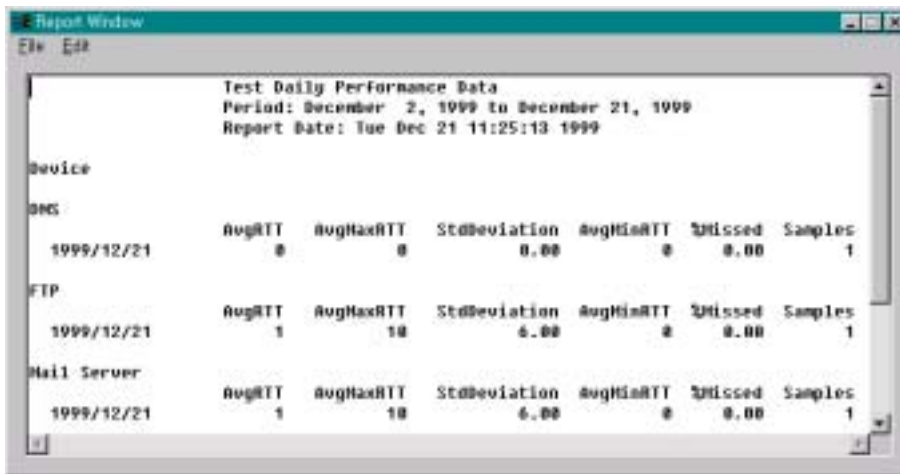 Report Window
File Edit
Test Daily Performance Data
Period: December 2, 1999 to December 21, 1999
Report Date: Tue Dec 21 11:25:13 1999
Device
DNS
AvgRTT AvgMaxRTT StdDeviation AvgMinRTT %Missed Samples
1999/12/21 0 0 0.00 0 0.00 1
FTP
AvgRTT AvgMaxRTT StdDeviation AvgMinRTT %Missed Samples
1999/12/21 1 10 6.00 0 0.00 1
Mail Server
AvgRTT AvgMaxRTT StdDeviation AvgMinRTT %Missed Samples
1999/12/21 1 10 6.00 0 0.00 1